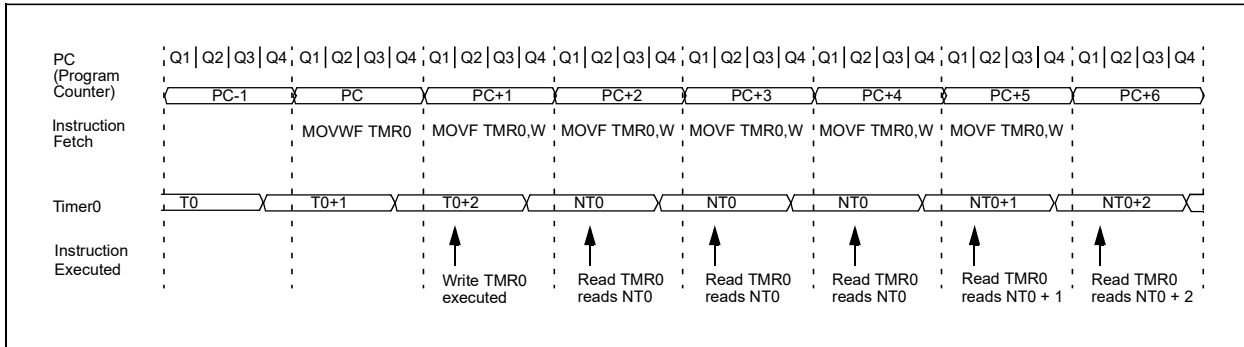 PC (Program Counter)
Q1 Q2 Q3 Q4 Q1 Q2 Q3 Q4 Q1 Q2 Q3 Q4 Q1 Q2 Q3 Q4 Q1 Q2 Q3 Q4 Q1 Q2 Q3 Q4 Q1 Q2 Q3 Q4 Q1 Q2 Q3 Q4
PC-1 PC PC+1 PC+2 PC+3 PC+4 PC+5 PC+6
Instruction Fetch
MOVWF TMR0 MOVF TMR0,W MOVF TMR0,W MOVF TMR0,W MOVF TMR0,W MOVF TMR0,W
Timer0 T0 T0+1 T0+2 NT0 NT0 NT0 NT0+1 NT0+2
Instruction Executed
Write TMR0 executed
Read TMR0 reads NT0
Read TMR0 reads NT0
Read TMR0 reads NT0
Read TMR0 reads NT0 + 1
Read TMR0 reads NT0 + 2